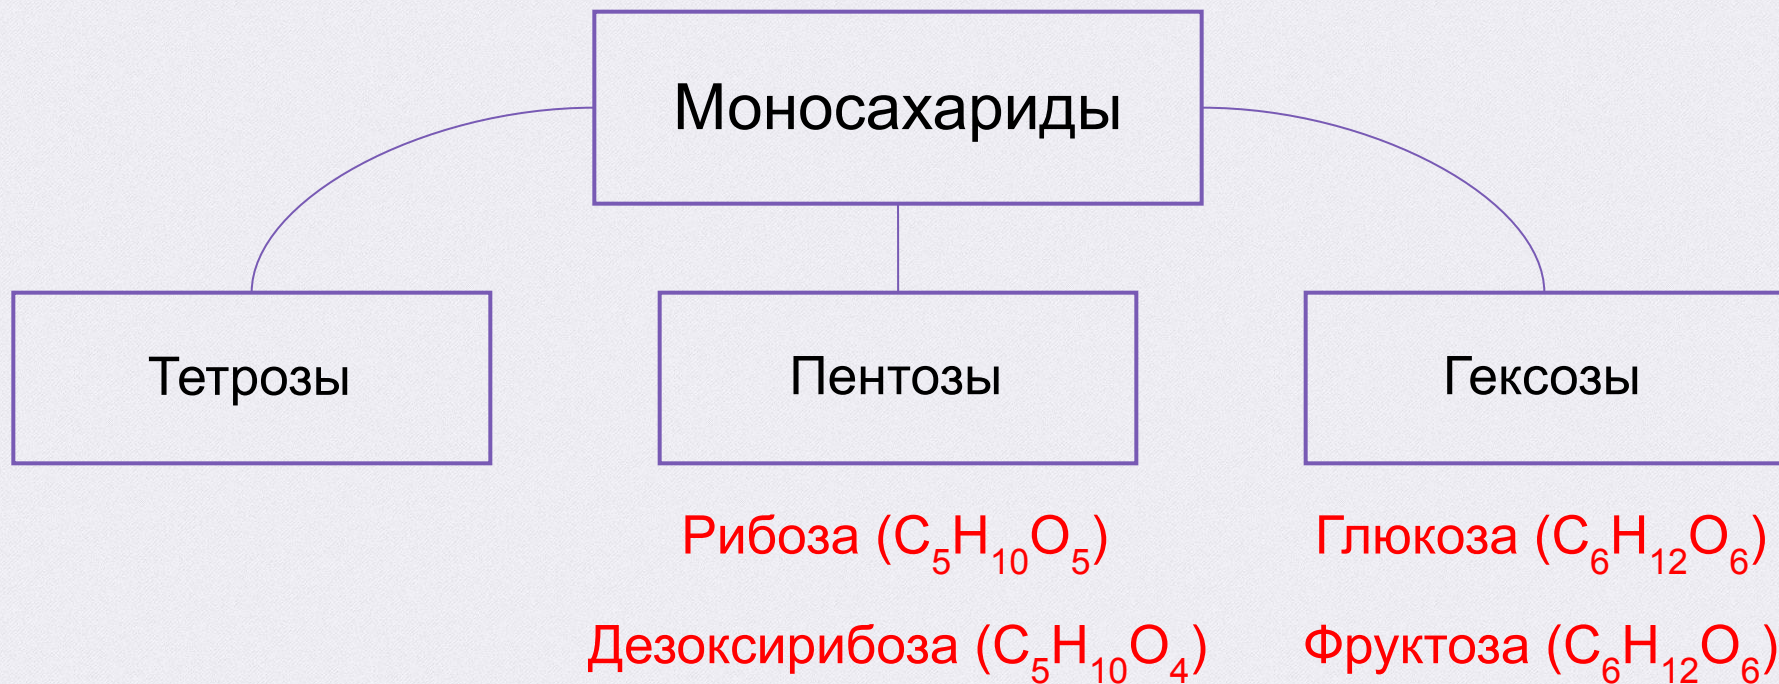 Моносахариды
Тетрозы
Пентозы
Гексозы
Рибоза (C₅H₁₀O₅)
Глюкоза (C₆H₁₂O₆)
Дезоксирибоза (C₅H₁₀O₄)
Фруктоза (C₆H₁₂O₆)